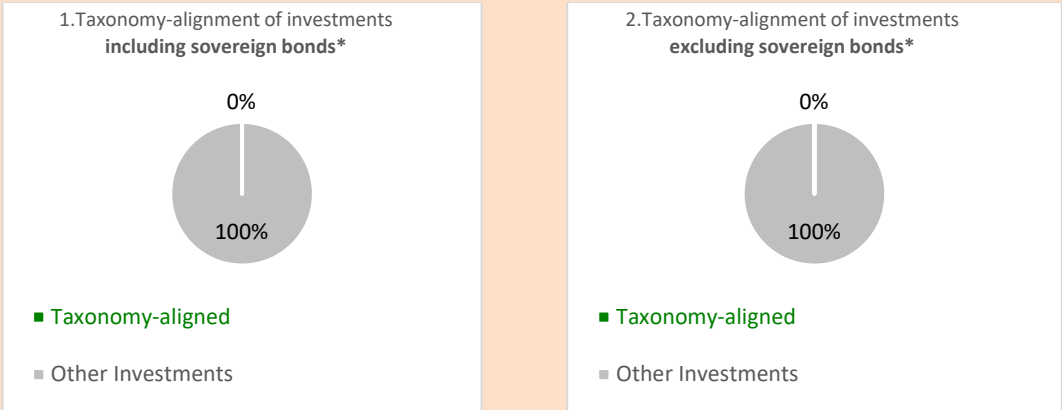 1.Taxonomy-alignment of investments
including sovereign bonds*
0%
100%
Taxonomy-aligned
Other Investments
2.Taxonomy-alignment of investments
excluding sovereign bonds*
0%
100%
Taxonomy-aligned
Other Investments